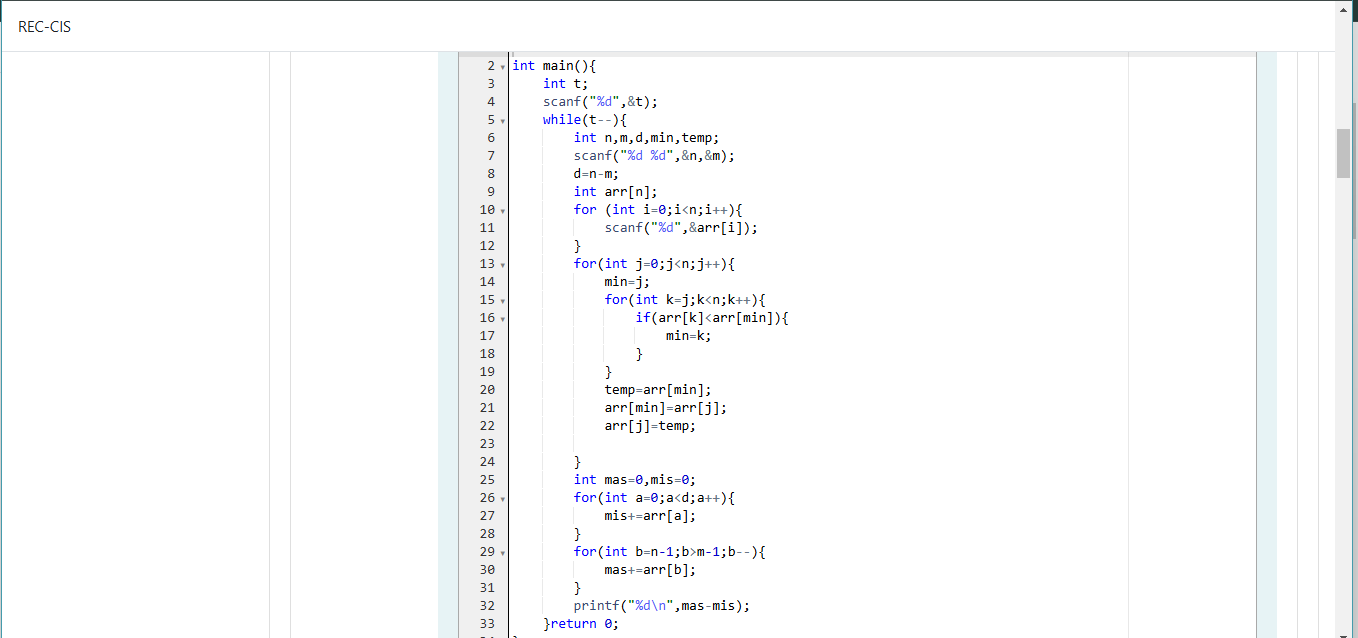 REC-CIS
2 int main(){
3 int t;
4 scanf("%d",&t);
5 while(t--){
6 int n,m,d,min,temp;
7 scanf("%d %d",&n,&m);
8 d=n-m;
9 int arr[n];
10 for (int i=0;i<n;i++){
11 scanf("%d",&arr[i]);
12 }
13 for(int j=0;j<n;j++){
14 min=j;
15 for(int k=j;k<n;k++){
16 if(arr[k]<arr[min]){
17 min=k;
18 }
19 }
20 temp=arr[min];
21 arr[min]=arr[j];
22 arr[j]=temp;
23
24 }
25 int mas=0,mis=0;
26 for(int a=0;a<d;a++){
27 mis+=arr[a];
28 }
29 for(int b=n-1;b>m-1;b--){
30 mas+=arr[b];
31 }
32 printf("%d\n",mas-mis);
33 }return 0;